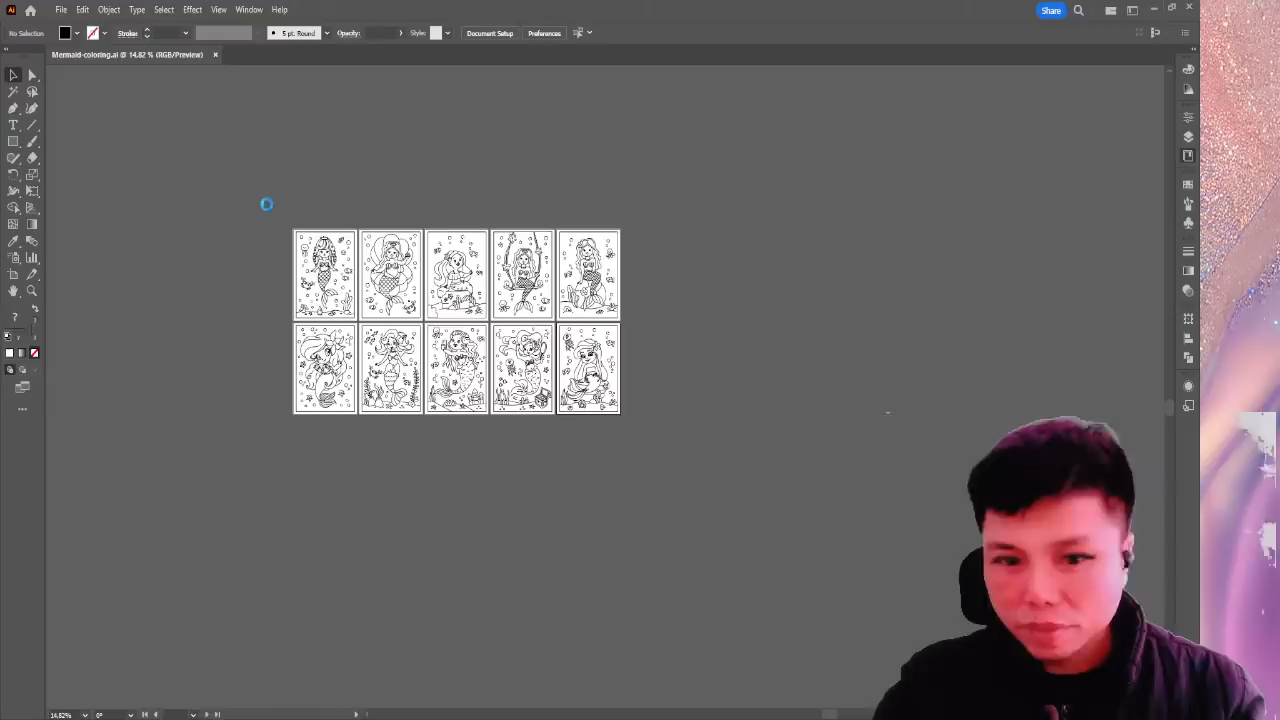 File Edit Object Type Select Effect View Window Help
Share
No Selection
Stroke:
5 pt. Round
Opacity:
Style:
Document Setup
Preferences
Mermaid-coloring.ai @ 14.82 % (RGB/Preview)
14.82%
0°